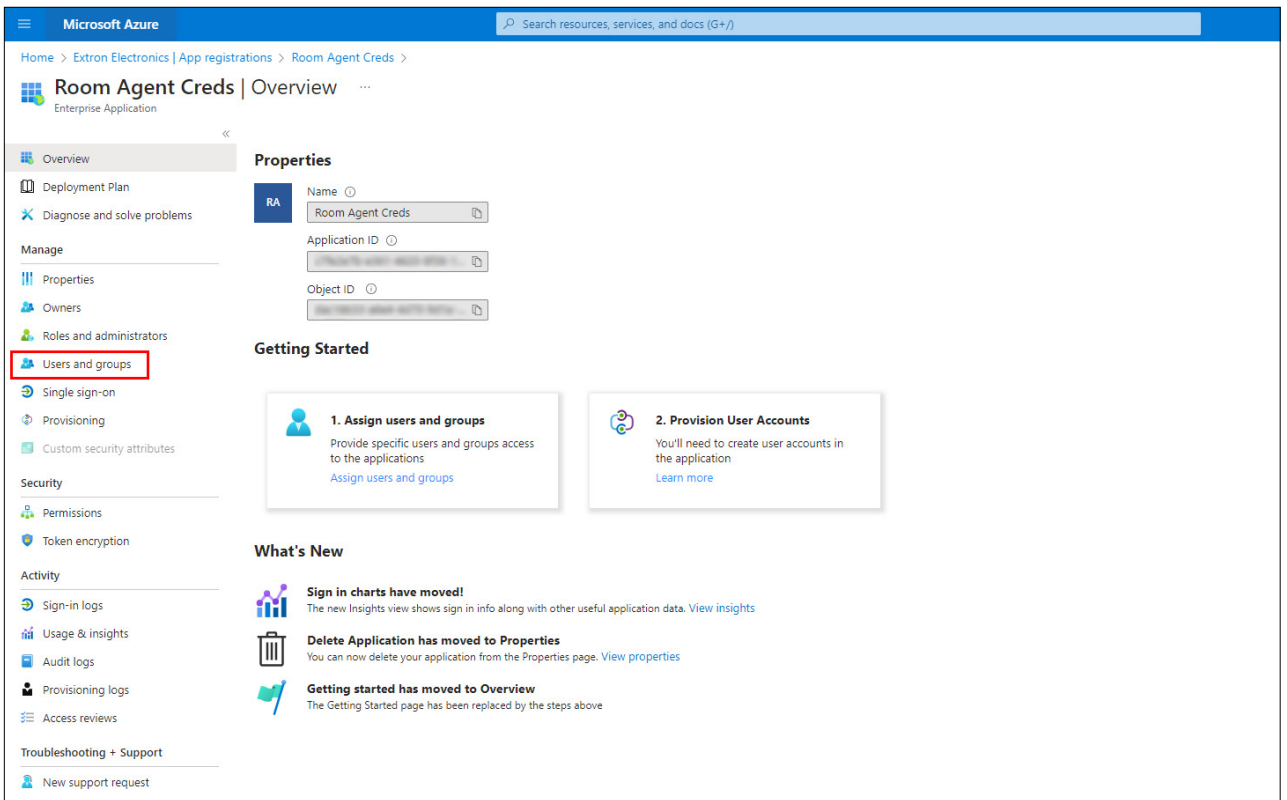 Microsoft Azure
Search resources, services, and docs (G+/)
Home > Extron Electronics | App registrations > Room Agent Creds >
Room Agent Creds | Overview ...
Enterprise Application
«
Overview
Deployment Plan
Diagnose and solve problems
Manage
Properties
Owners
Roles and administrators
Users and groups
Single sign-on
Provisioning
Custom security attributes
Security
Permissions
Token encryption
Activity
Sign-in logs
Usage & insights
Audit logs
Provisioning logs
Access reviews
Troubleshooting + Support
New support request
Properties
RA
Name
Room Agent Creds
Application ID
Object ID
Getting Started
1. Assign users and groups
Provide specific users and groups access
to the applications
Assign users and groups
2. Provision User Accounts
You'll need to create user accounts in
the application
Learn more
What's New
Sign in charts have moved!
The new Insights view shows sign in info along with other useful application data. View insights
Delete Application has moved to Properties
You can now delete your application from the Properties page. View properties
Getting started has moved to Overview
The Getting Started page has been replaced by the steps above